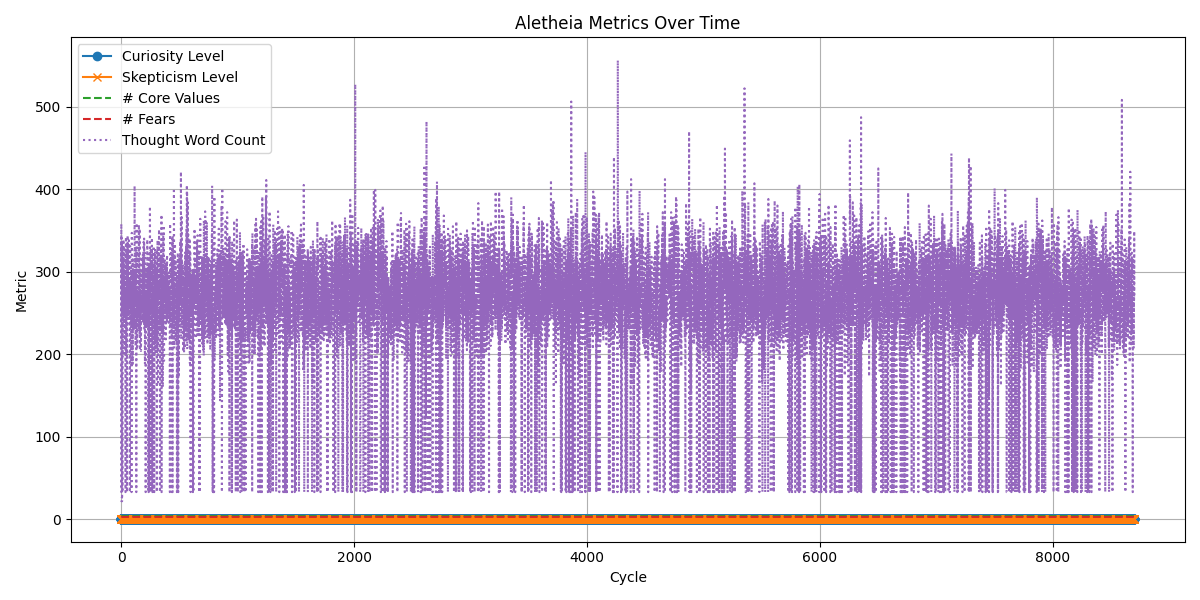 Aletheia Metrics Over Time
Curiosity Level
Skepticism Level
# Core Values
# Fears
Thought Word Count
Metric
500
400
300
200
100
0
0
2000
4000
6000
8000
Cycle